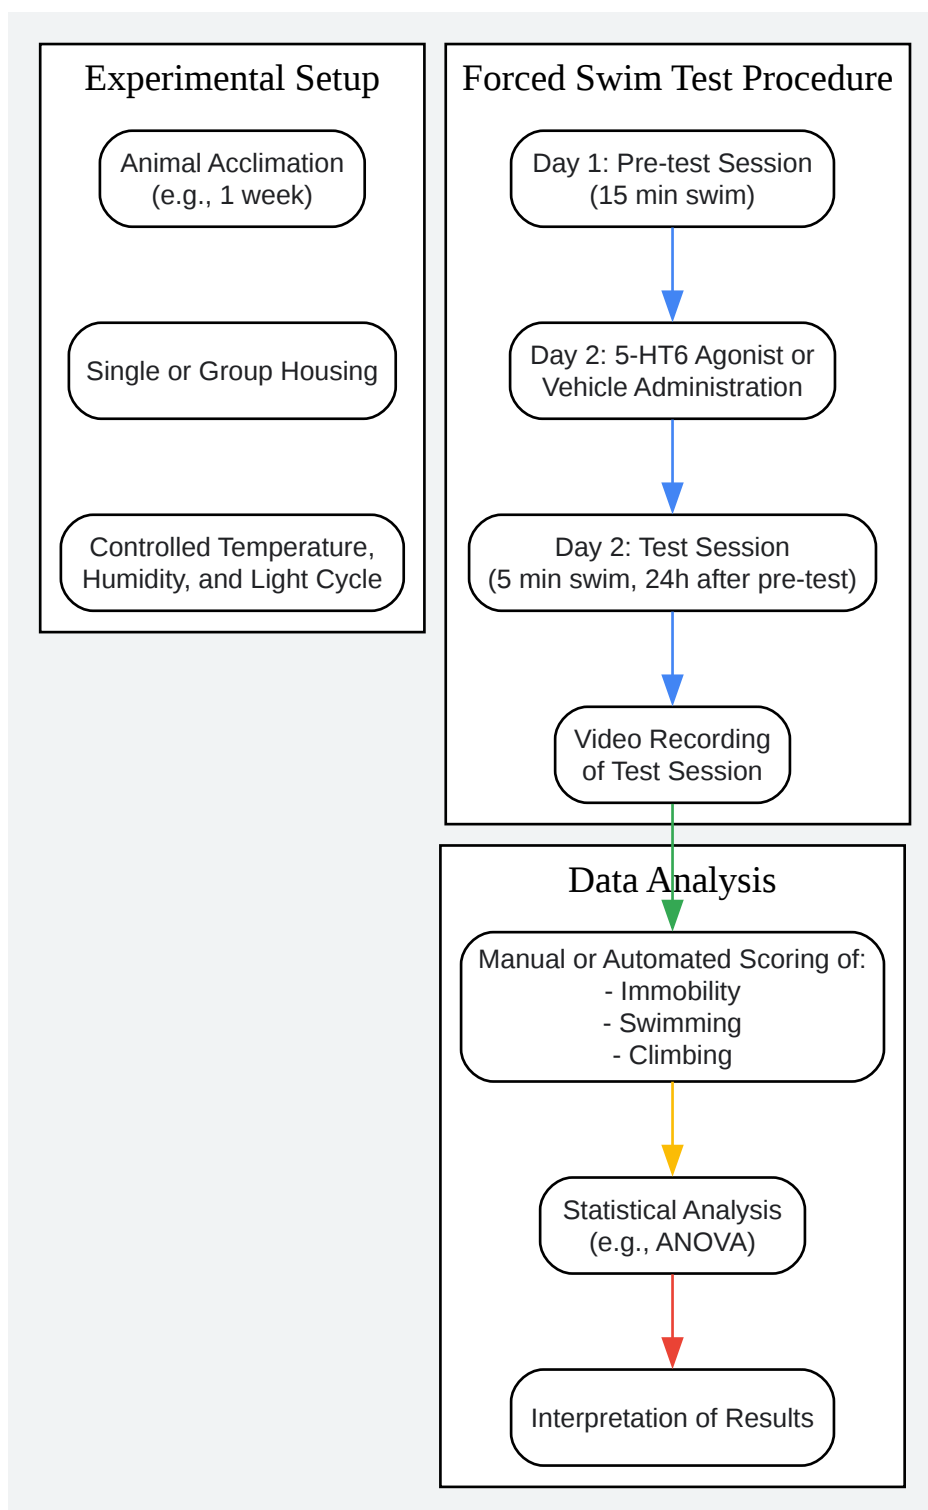 Experimental Setup
Animal Acclimation
(e.g., 1 week)
Single or Group Housing
Controlled Temperature,
Humidity, and Light Cycle
Forced Swim Test Procedure
Day 1: Pre-test Session
(15 min swim)
Day 2: 5-HT6 Agonist or
Vehicle Administration
Day 2: Test Session
(5 min swim, 24h after pre-test)
Video Recording
of Test Session
Data Analysis
Manual or Automated Scoring of:
- Immobility
- Swimming
- Climbing
Statistical Analysis
(e.g., ANOVA)
Interpretation of Results